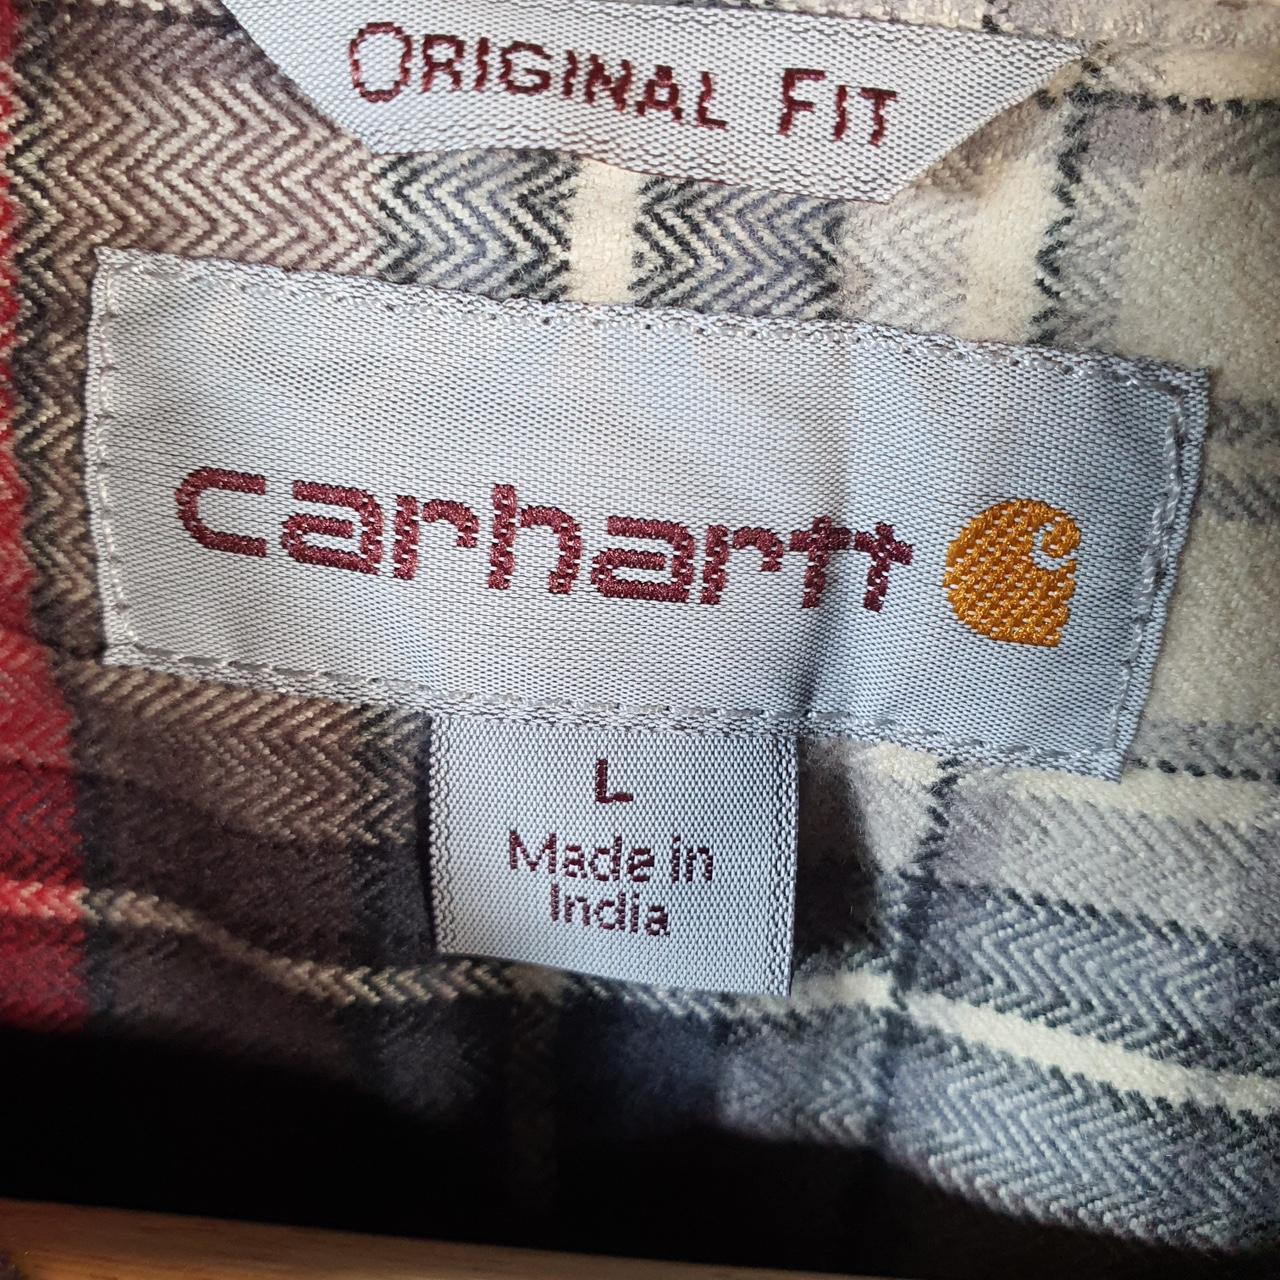 ORIGINAL FIT
carhartt
L
Made in
India